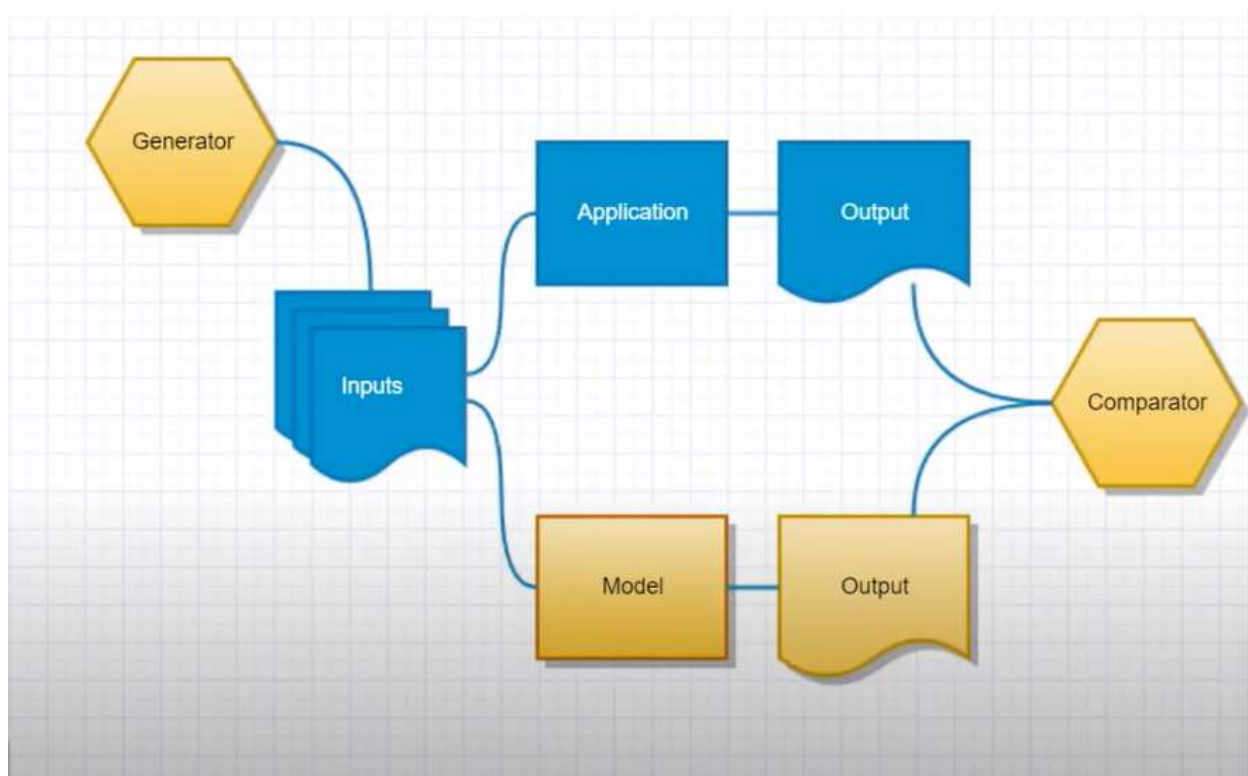 Generator
Application
Output
Inputs
Comparator
Model
Output